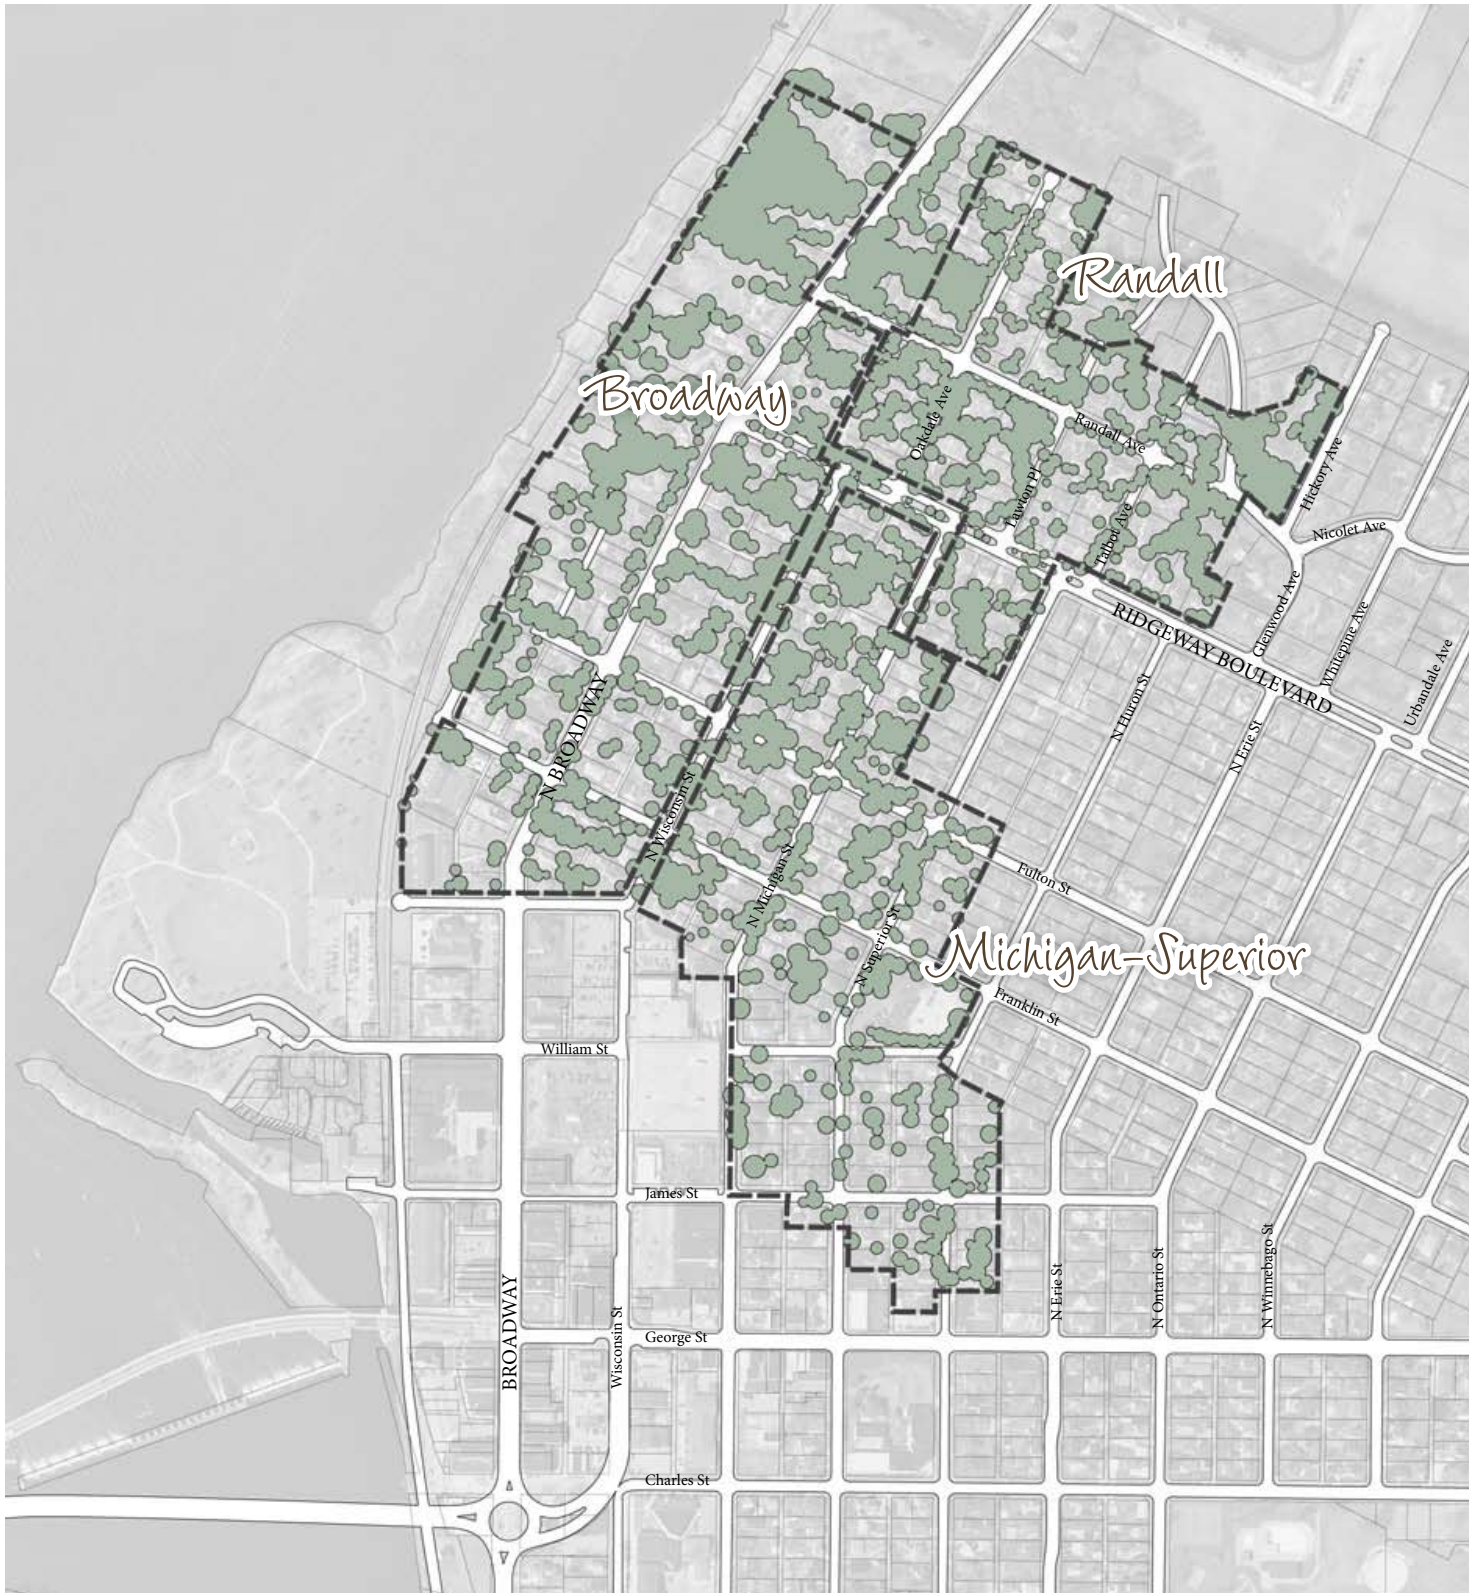 Randall
Broadway
Oakdale Ave
Randall Ave
Hickory Ave
Lawton Pl
Talbot Ave
Nicolet Ave
Glenwood Ave
RIDGEWAY BOULEVARD
Whitepine Ave
Urbandale Ave
N Huron St
N Erie St
N BROADWAY
N Wisconsin St
N Michigan St
Fulton St
N Superior St
Michigan-Superior
Franklin St
William St
James St
N Erie St
N Ontario St
N Winnebago St
BROADWAY
Wisconsin St
George St
Charles St